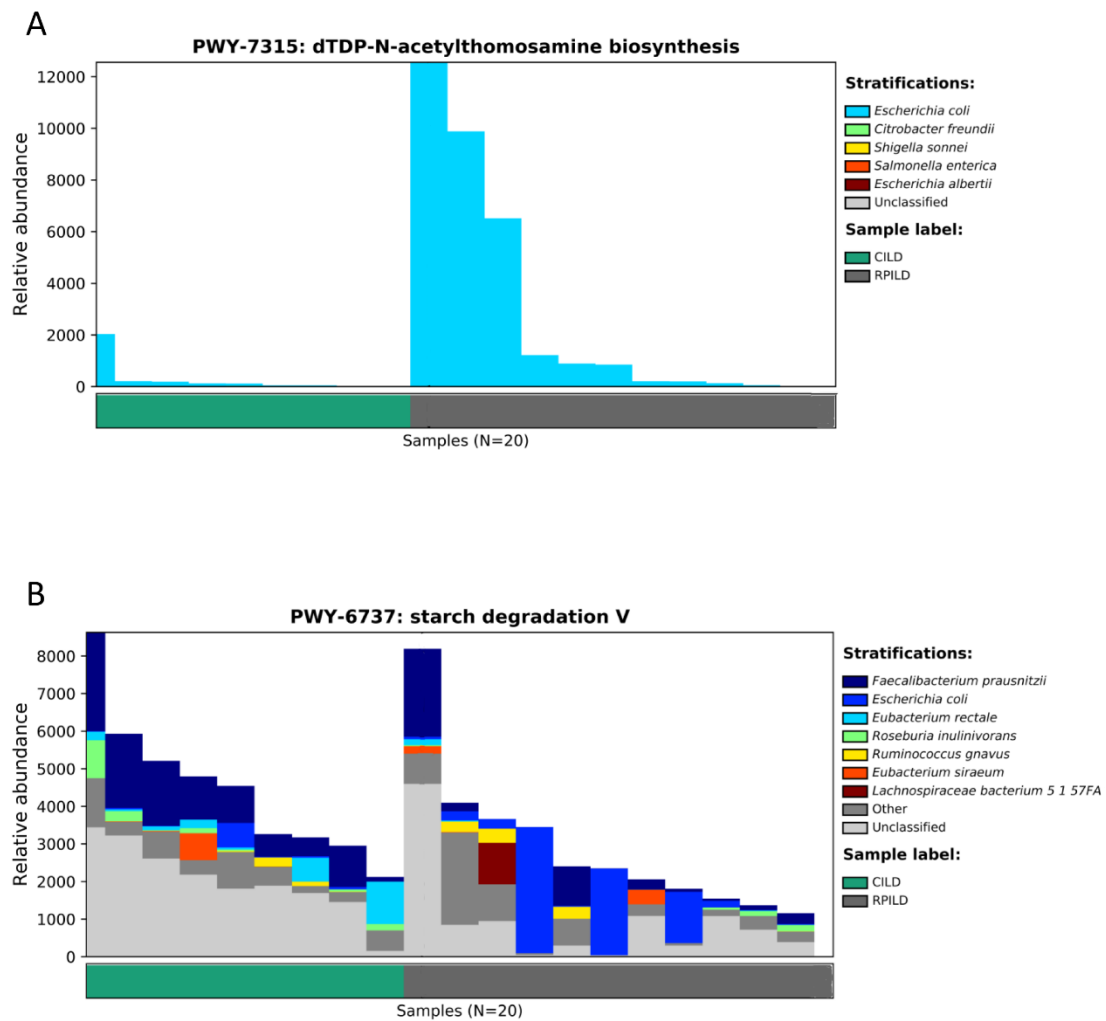 A
PWY-7315: dTDP-N-acetylthomosamine biosynthesis
12000
10000
8000
6000
4000
2000
0
Relative abundance
Samples (N=20)
Stratifications:
Escherichia coli
Citrobacter freundii
Shigella sonnei
Salmonella enterica
Escherichia albertii
Unclassified
Sample label:
CILD
RPILD
B
PWY-6737: starch degradation V
8000
7000
6000
5000
4000
3000
2000
1000
0
Relative abundance
Samples (N=20)
Stratifications:
Faecalibacterium prausnitzii
Escherichia coli
Eubacterium rectale
Roseburia inulinivorans
Ruminococcus gnavus
Eubacterium siraeum
Lachnospiraceae bacterium 5 1 57FA
Other
Unclassified
Sample label:
CILD
RPILD